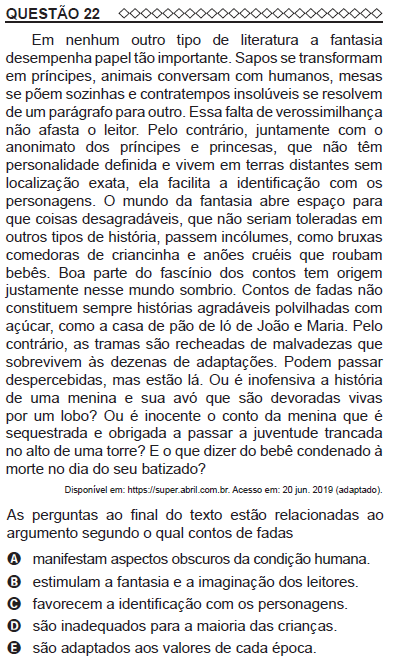 QUESTÃO 22
Em nenhum outro tipo de literatura a fantasia
desempenha papel tão importante. Sapos se transformam
em príncipes, animais conversam com humanos, mesas
se põem sozinhas e contratempos insolúveis se resolvem
de um parágrafo para outro. Essa falta de verossimilhança
não afasta o leitor. Pelo contrário, juntamente com o
anonimato dos príncipes e princesas, que não têm
personalidade definida e vivem em terras distantes sem
localização exata, ela facilita a identificação com os
personagens. O mundo da fantasia abre espaço para
que coisas desagradáveis, que não seriam toleradas em
outros tipos de história, passem incólumes, como bruxas
comedoras de criancinha e anões cruéis que roubam
bebês. Boa parte do fascínio dos contos tem origem
justamente nesse mundo sombrio. Contos de fadas não
constituem sempre histórias agradáveis polvilhadas com
açúcar, como a casa de pão de ló de João e Maria. Pelo
contrário, as tramas são recheadas de malvadezas que
sobrevivem às dezenas de adaptações. Podem passar
despercebidas, mas estão lá. Ou é inofensiva a história
de uma menina e sua avó que são devoradas vivas
por um lobo? Ou é inocente o conto da menina que é
sequestrada e obrigada a passar a juventude trancada
no alto de uma torre? E o que dizer do bebê condenado à
morte no dia do seu batizado?
Disponível em: https://super.abril.com.br. Acesso em: 20 jun. 2019 (adaptado).
As perguntas ao final do texto estão relacionadas ao
argumento segundo o qual contos de fadas
A manifestam aspectos obscuros da condição humana.
B estimulam a fantasia e a imaginação dos leitores.
C favorecem a identificação com os personagens.
D são inadequados para a maioria das crianças.
E são adaptados aos valores de cada época.